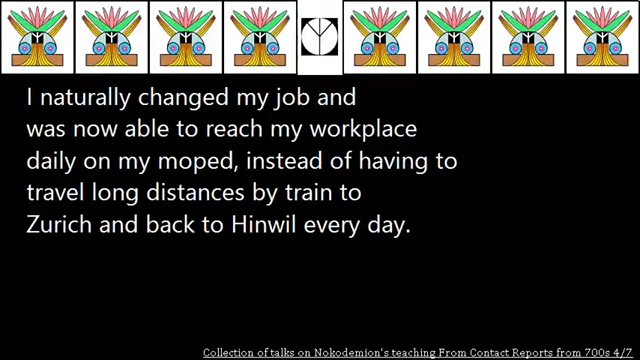 I naturally changed my job and
was now able to reach my workplace
daily on my moped, instead of having to
travel long distances by train to
Zurich and back to Hinwil every day.
Collection of talks on Nokodemion's teaching From Contact Reports from 700s 4/7